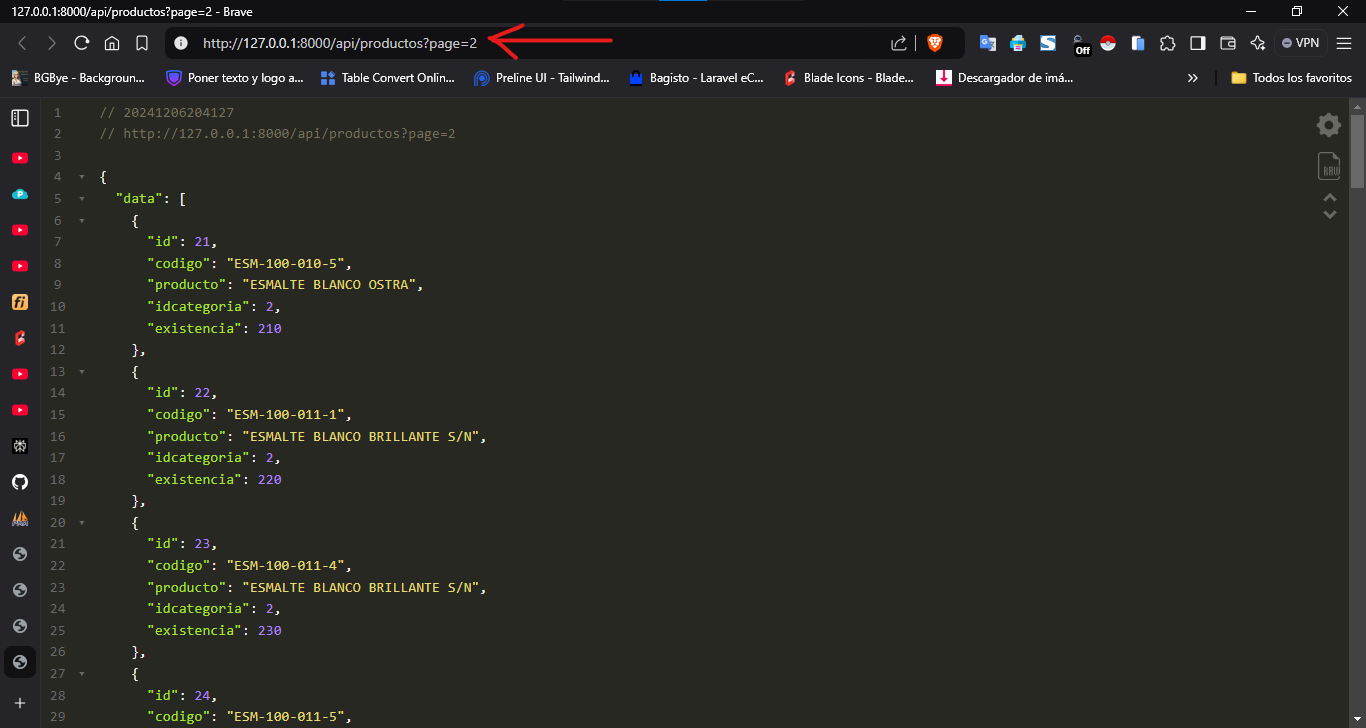 127.0.0.1:8000/api/productos?page=2 - Brave
http://127.0.0.1:8000/api/productos?page=2
Off
VPN
BGBye - Backgroun...
Poner texto y logo a...
Table Convert Onlin...
Preline UI - Tailwind...
Bagisto - Laravel eC...
Blade Icons - Blade...
Descargador de imá...
»
Todos los favoritos
1 // 20241206204127
2 // http://127.0.0.1:8000/api/productos?page=2
3
4 {
5 "data": [
6 {
7 "id": 21,
8 "codigo": "ESM-100-010-5",
9 "producto": "ESMALTE BLANCO OSTRA",
10 "idcategoria": 2,
11 "existencia": 210
12 },
13 {
14 "id": 22,
15 "codigo": "ESM-100-011-1",
16 "producto": "ESMALTE BLANCO BRILLANTE S/N",
17 "idcategoria": 2,
18 "existencia": 220
19 },
20 {
21 "id": 23,
22 "codigo": "ESM-100-011-4",
23 "producto": "ESMALTE BLANCO BRILLANTE S/N",
24 "idcategoria": 2,
25 "existencia": 230
26 },
27 {
28 "id": 24,
29 "codigo": "ESM-100-011-5",
RAW
fi